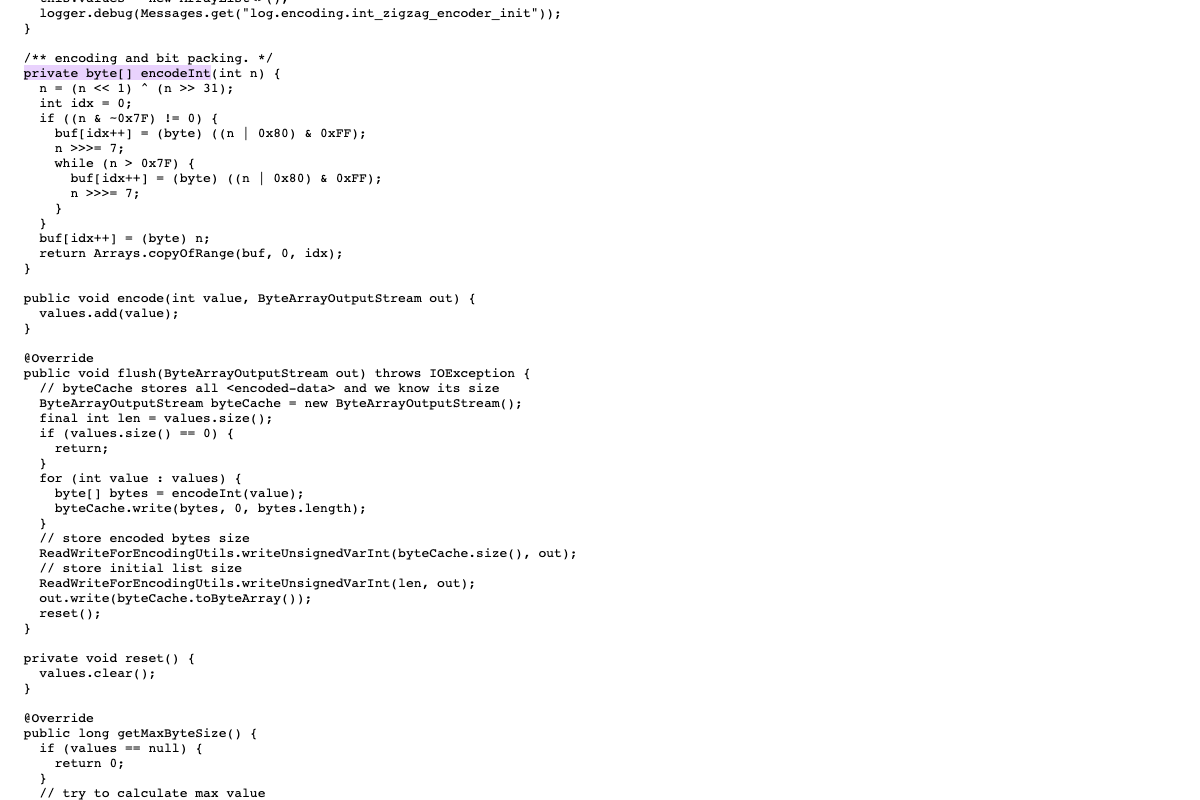 logger.debug(Messages.get("log.encoding.int_zigzag_encoder_init"));
}

/** encoding and bit packing. */
private byte[] encodeInt(int n) {
  n = (n << 1) ^ (n >> 31);
  int idx = 0;
  if ((n & ~0x7F) != 0) {
    buf[idx++] = (byte) ((n | 0x80) & 0xFF);
    n >>>= 7;
    while (n > 0x7F) {
      buf[idx++] = (byte) ((n | 0x80) & 0xFF);
      n >>>= 7;
    }
  }
  buf[idx++] = (byte) n;
  return Arrays.copyOfRange(buf, 0, idx);
}

public void encode(int value, ByteArrayOutputStream out) {
  values.add(value);
}

@Override
public void flush(ByteArrayOutputStream out) throws IOException {
  // byteCache stores all <encoded-data> and we know its size
  ByteArrayOutputStream byteCache = new ByteArrayOutputStream();
  final int len = values.size();
  if (values.size() == 0) {
    return;
  }
  for (int value : values) {
    byte[] bytes = encodeInt(value);
    byteCache.write(bytes, 0, bytes.length);
  }
  // store encoded bytes size
  ReadWriteForEncodingUtils.writeUnsignedVarInt(byteCache.size(), out);
  // store initial list size
  ReadWriteForEncodingUtils.writeUnsignedVarInt(len, out);
  out.write(byteCache.toByteArray());
  reset();
}

private void reset() {
  values.clear();
}

@Override
public long getMaxByteSize() {
  if (values == null) {
    return 0;
  }
  // try to calculate max value